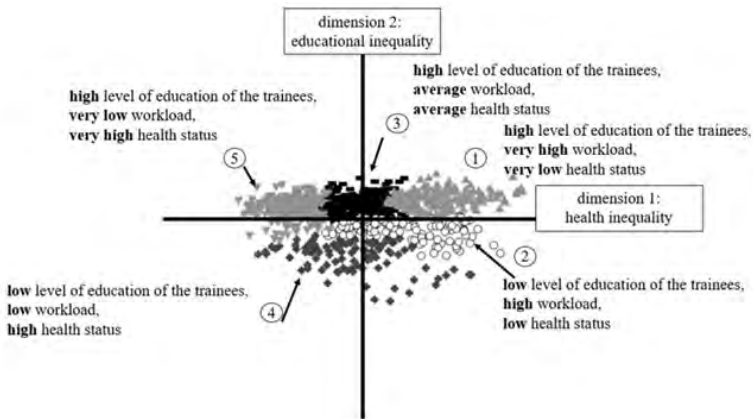 dimension 2:
educational inequality
high level of education of the trainees,
average workload,
average health status
high level of education of the trainees,
very low workload,
very high health status
3
high level of education of the trainees,
very high workload,
very low health status
1
5
dimension 1:
health inequality
2
low level of education of the trainees,
high workload,
low health status
low level of education of the trainees,
low workload,
high health status
4